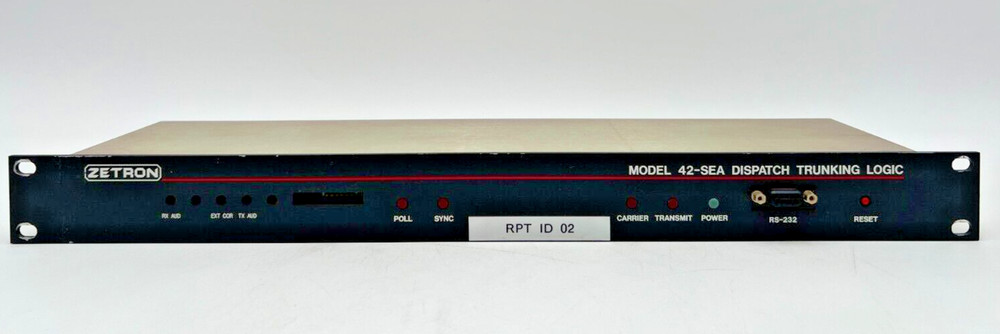 ZETRON
MODEL 42-SEA DISPATCH TRUNKING LOGIC
RX AUD EXT COR TX AUD
POLL SYNC
CARRIER TRANSMIT POWER
RS-232
RESET
RPT ID 02